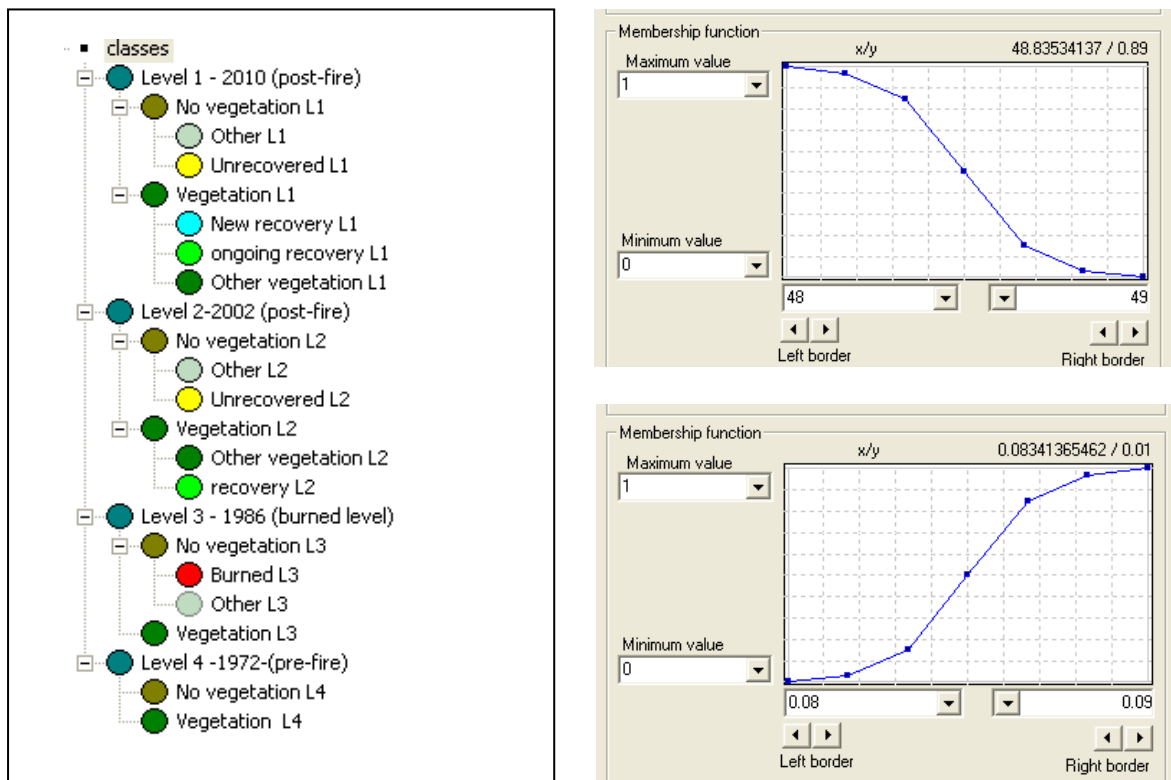 classes
Level 1 - 2010 (post-fire)
No vegetation L1
Other L1
Unrecovered L1
Vegetation L1
New recovery L1
ongoing recovery L1
Other vegetation L1
Level 2-2002 (post-fire)
No vegetation L2
Other L2
Unrecovered L2
Vegetation L2
Other vegetation L2
recovery L2
Level 3 - 1986 (burned level)
No vegetation L3
Burned L3
Other L3
Vegetation L3
Level 4 -1972-(pre-fire)
No vegetation L4
Vegetation  L4
Membership function
Maximum value
x/y
48.83534137 / 0.89
1
Minimum value
0
48
49
Left border
Right border
Membership function
Maximum value
x/y
0.08341365462 / 0.01
1
Minimum value
0
0.08
0.09
Left border
Right border